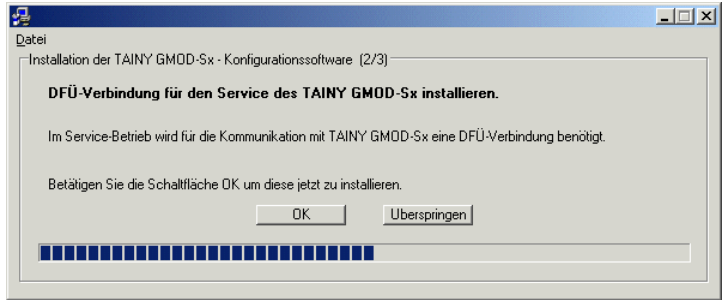 Datei
Installation der TAINY GMOD-Sx - Konfigurationssoftware (2/3)
DFÜ-Verbindung für den Service des TAINY GMOD-Sx installieren.
Im Service-Betrieb wird für die Kommunikation mit TAINY GMOD-Sx eine DFÜ-Verbindung benötigt.
Betätigen Sie die Schaltfläche OK um diese jetzt zu installieren.
OK Überspringen